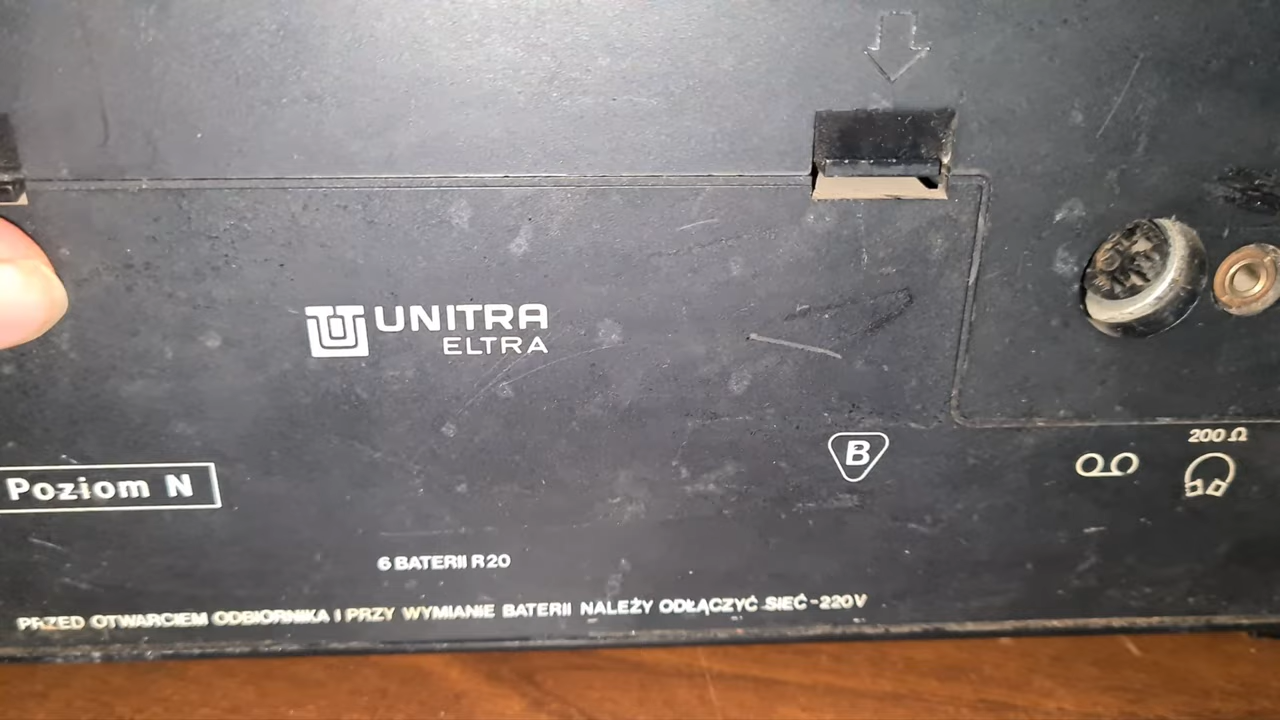 UNITRA
ELTRA
B
200 Ω
Poziom N
6 BATERII R20
PRZED OTWARCIEM ODBIORNIKA I PRZY WYMIANIE BATERII NALEŻY ODŁĄCZYĆ SIEĆ ~220V